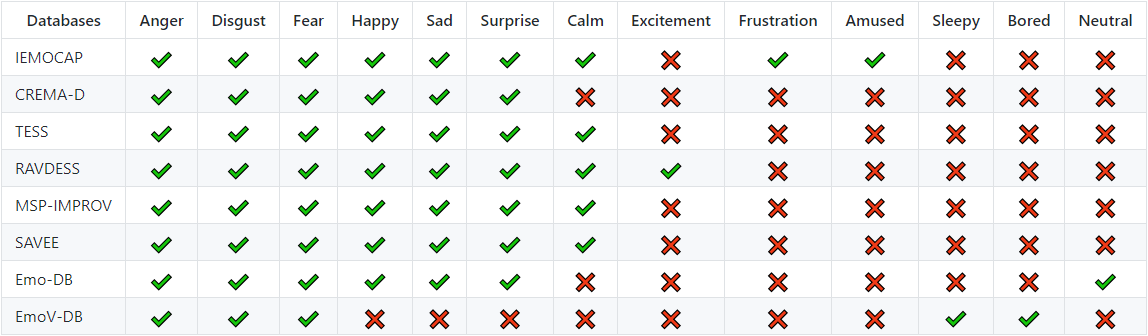 Databases Anger Disgust Fear Happy Sad Surprise Calm Excitement Frustration Amused Sleepy Bored Neutral
IEMOCAP ✓ ✓ ✓ ✓ ✓ ✓ ✓ ✗ ✓ ✓ ✗ ✗ ✗
CREMA-D ✓ ✓ ✓ ✓ ✓ ✓ ✗ ✗ ✗ ✗ ✗ ✗ ✗
TESS ✓ ✓ ✓ ✓ ✓ ✓ ✓ ✗ ✗ ✗ ✗ ✗ ✗
RAVDESS ✓ ✓ ✓ ✓ ✓ ✓ ✓ ✓ ✗ ✗ ✗ ✗ ✗
MSP-IMPROV ✓ ✓ ✓ ✓ ✓ ✓ ✓ ✗ ✗ ✗ ✗ ✗ ✗
SAVEE ✓ ✓ ✓ ✓ ✓ ✓ ✓ ✗ ✗ ✗ ✗ ✗ ✗
Emo-DB ✓ ✓ ✓ ✓ ✓ ✓ ✗ ✗ ✗ ✗ ✗ ✗ ✓
EmoV-DB ✓ ✓ ✓ ✗ ✗ ✗ ✗ ✗ ✗ ✗ ✓ ✓ ✗